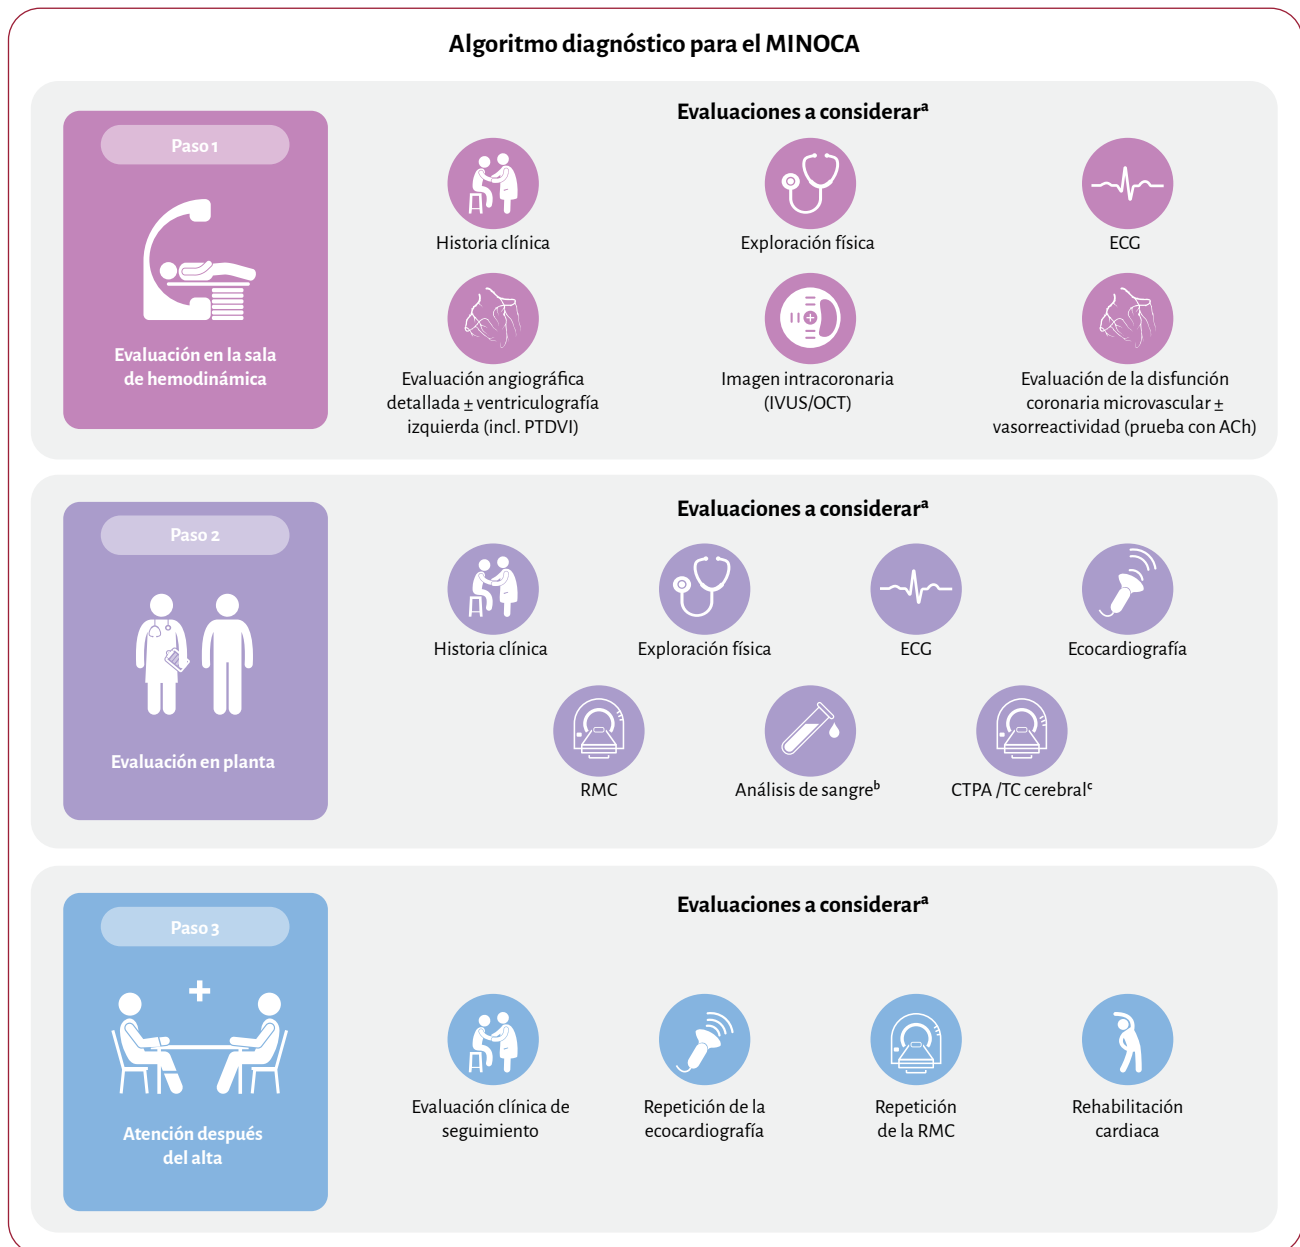 Algoritmo diagnóstico para el MINOCA
Paso 1
Evaluación en la sala
de hemodinámica
Evaluaciones a considerarᵃ
Historia clínica
Exploración física
ECG
Evaluación angiográfica
detallada ± ventriculografía
izquierda (incl. PTDVI)
Imagen intracoronaria
(IVUS/OCT)
Evaluación de la disfunción
coronaria microvascular ±
vasorreactividad (prueba con ACh)
Paso 2
Evaluación en planta
Evaluaciones a considerarᵃ
Historia clínica
Exploración física
ECG
Ecocardiografía
RMC
Análisis de sangreᵇ
CTPA /TC cerebralᶜ
Paso 3
Atención después
del alta
Evaluaciones a considerarᵃ
Evaluación clínica de
seguimiento
Repetición de la
ecocardiografía
Repetición
de la RMC
Rehabilitación
cardiaca